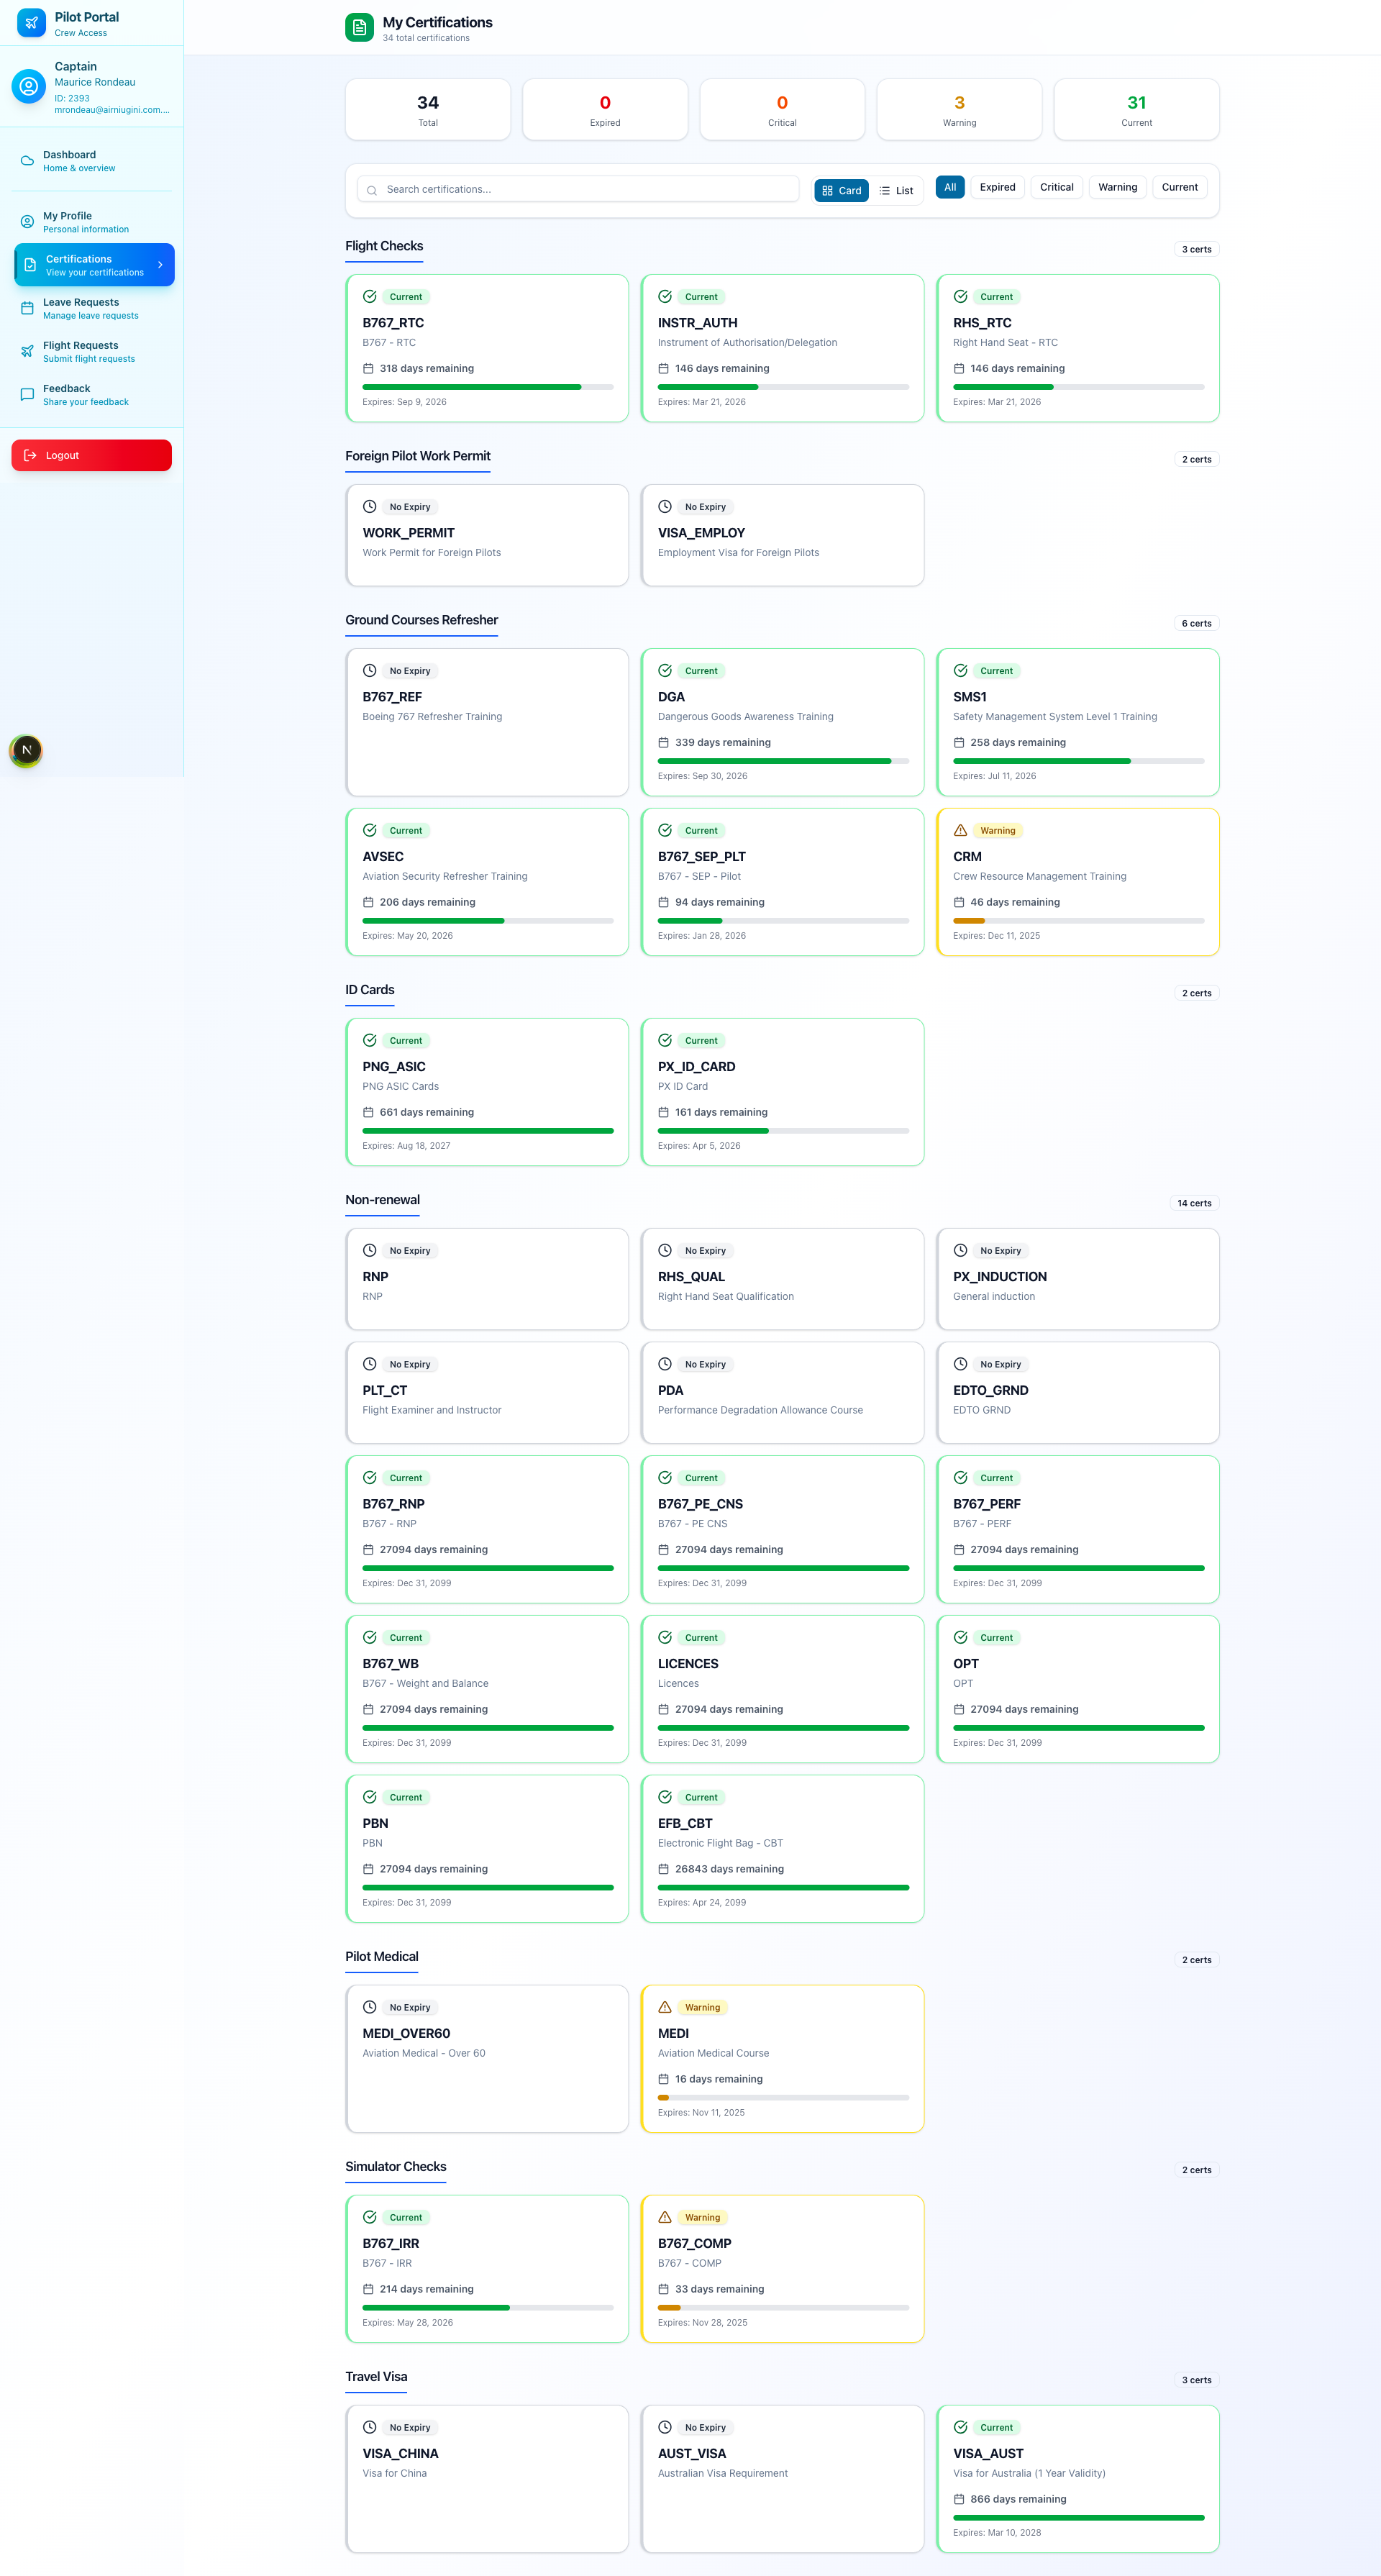 Pilot Portal
Crew Access
Captain
Maurice Rondeau
ID: 2393
mrondeau@airniugini.com....
Dashboard
Home & overview
My Profile
Personal information
Certifications
View your certifications
Leave Requests
Manage leave requests
Flight Requests
Submit flight requests
Feedback
Share your feedback
Logout
N
My Certifications
34 total certifications
34
Total
0
Expired
0
Critical
3
Warning
31
Current
Search certifications...
Card
List
All
Expired
Critical
Warning
Current
Flight Checks
3 certs
Current
B767_RTC
B767 - RTC
318 days remaining
Expires: Sep 9, 2026
Current
INSTR_AUTH
Instrument of Authorisation/Delegation
146 days remaining
Expires: Mar 21, 2026
Current
RHS_RTC
Right Hand Seat - RTC
146 days remaining
Expires: Mar 21, 2026
Foreign Pilot Work Permit
2 certs
No Expiry
WORK_PERMIT
Work Permit for Foreign Pilots
No Expiry
VISA_EMPLOY
Employment Visa for Foreign Pilots
Ground Courses Refresher
6 certs
No Expiry
B767_REF
Boeing 767 Refresher Training
Current
DGA
Dangerous Goods Awareness Training
339 days remaining
Expires: Sep 30, 2026
Current
SMS1
Safety Management System Level 1 Training
258 days remaining
Expires: Jul 11, 2026
Current
AVSEC
Aviation Security Refresher Training
206 days remaining
Expires: May 20, 2026
Current
B767_SEP_PLT
B767 - SEP - Pilot
94 days remaining
Expires: Jan 28, 2026
Warning
CRM
Crew Resource Management Training
46 days remaining
Expires: Dec 11, 2025
ID Cards
2 certs
Current
PNG_ASIC
PNG ASIC Cards
661 days remaining
Expires: Aug 18, 2027
Current
PX_ID_CARD
PX ID Card
161 days remaining
Expires: Apr 5, 2026
Non-renewal
14 certs
No Expiry
RNP
RNP
No Expiry
RHS_QUAL
Right Hand Seat Qualification
No Expiry
PX_INDUCTION
General induction
No Expiry
PLT_CT
Flight Examiner and Instructor
No Expiry
PDA
Performance Degradation Allowance Course
No Expiry
EDTO_GRND
EDTO GRND
Current
B767_RNP
B767 - RNP
27094 days remaining
Expires: Dec 31, 2099
Current
B767_PE_CNS
B767 - PE CNS
27094 days remaining
Expires: Dec 31, 2099
Current
B767_PERF
B767 - PERF
27094 days remaining
Expires: Dec 31, 2099
Current
B767_WB
B767 - Weight and Balance
27094 days remaining
Expires: Dec 31, 2099
Current
LICENCES
Licences
27094 days remaining
Expires: Dec 31, 2099
Current
OPT
OPT
27094 days remaining
Expires: Dec 31, 2099
Current
PBN
PBN
27094 days remaining
Expires: Dec 31, 2099
Current
EFB_CBT
Electronic Flight Bag - CBT
26843 days remaining
Expires: Apr 24, 2099
Pilot Medical
2 certs
No Expiry
MEDI_OVER60
Aviation Medical - Over 60
Warning
MEDI
Aviation Medical Course
16 days remaining
Expires: Nov 11, 2025
Simulator Checks
2 certs
Current
B767_IRR
B767 - IRR
214 days remaining
Expires: May 28, 2026
Warning
B767_COMP
B767 - COMP
33 days remaining
Expires: Nov 28, 2025
Travel Visa
3 certs
No Expiry
VISA_CHINA
Visa for China
No Expiry
AUST_VISA
Australian Visa Requirement
Current
VISA_AUST
Visa for Australia (1 Year Validity)
866 days remaining
Expires: Mar 10, 2028